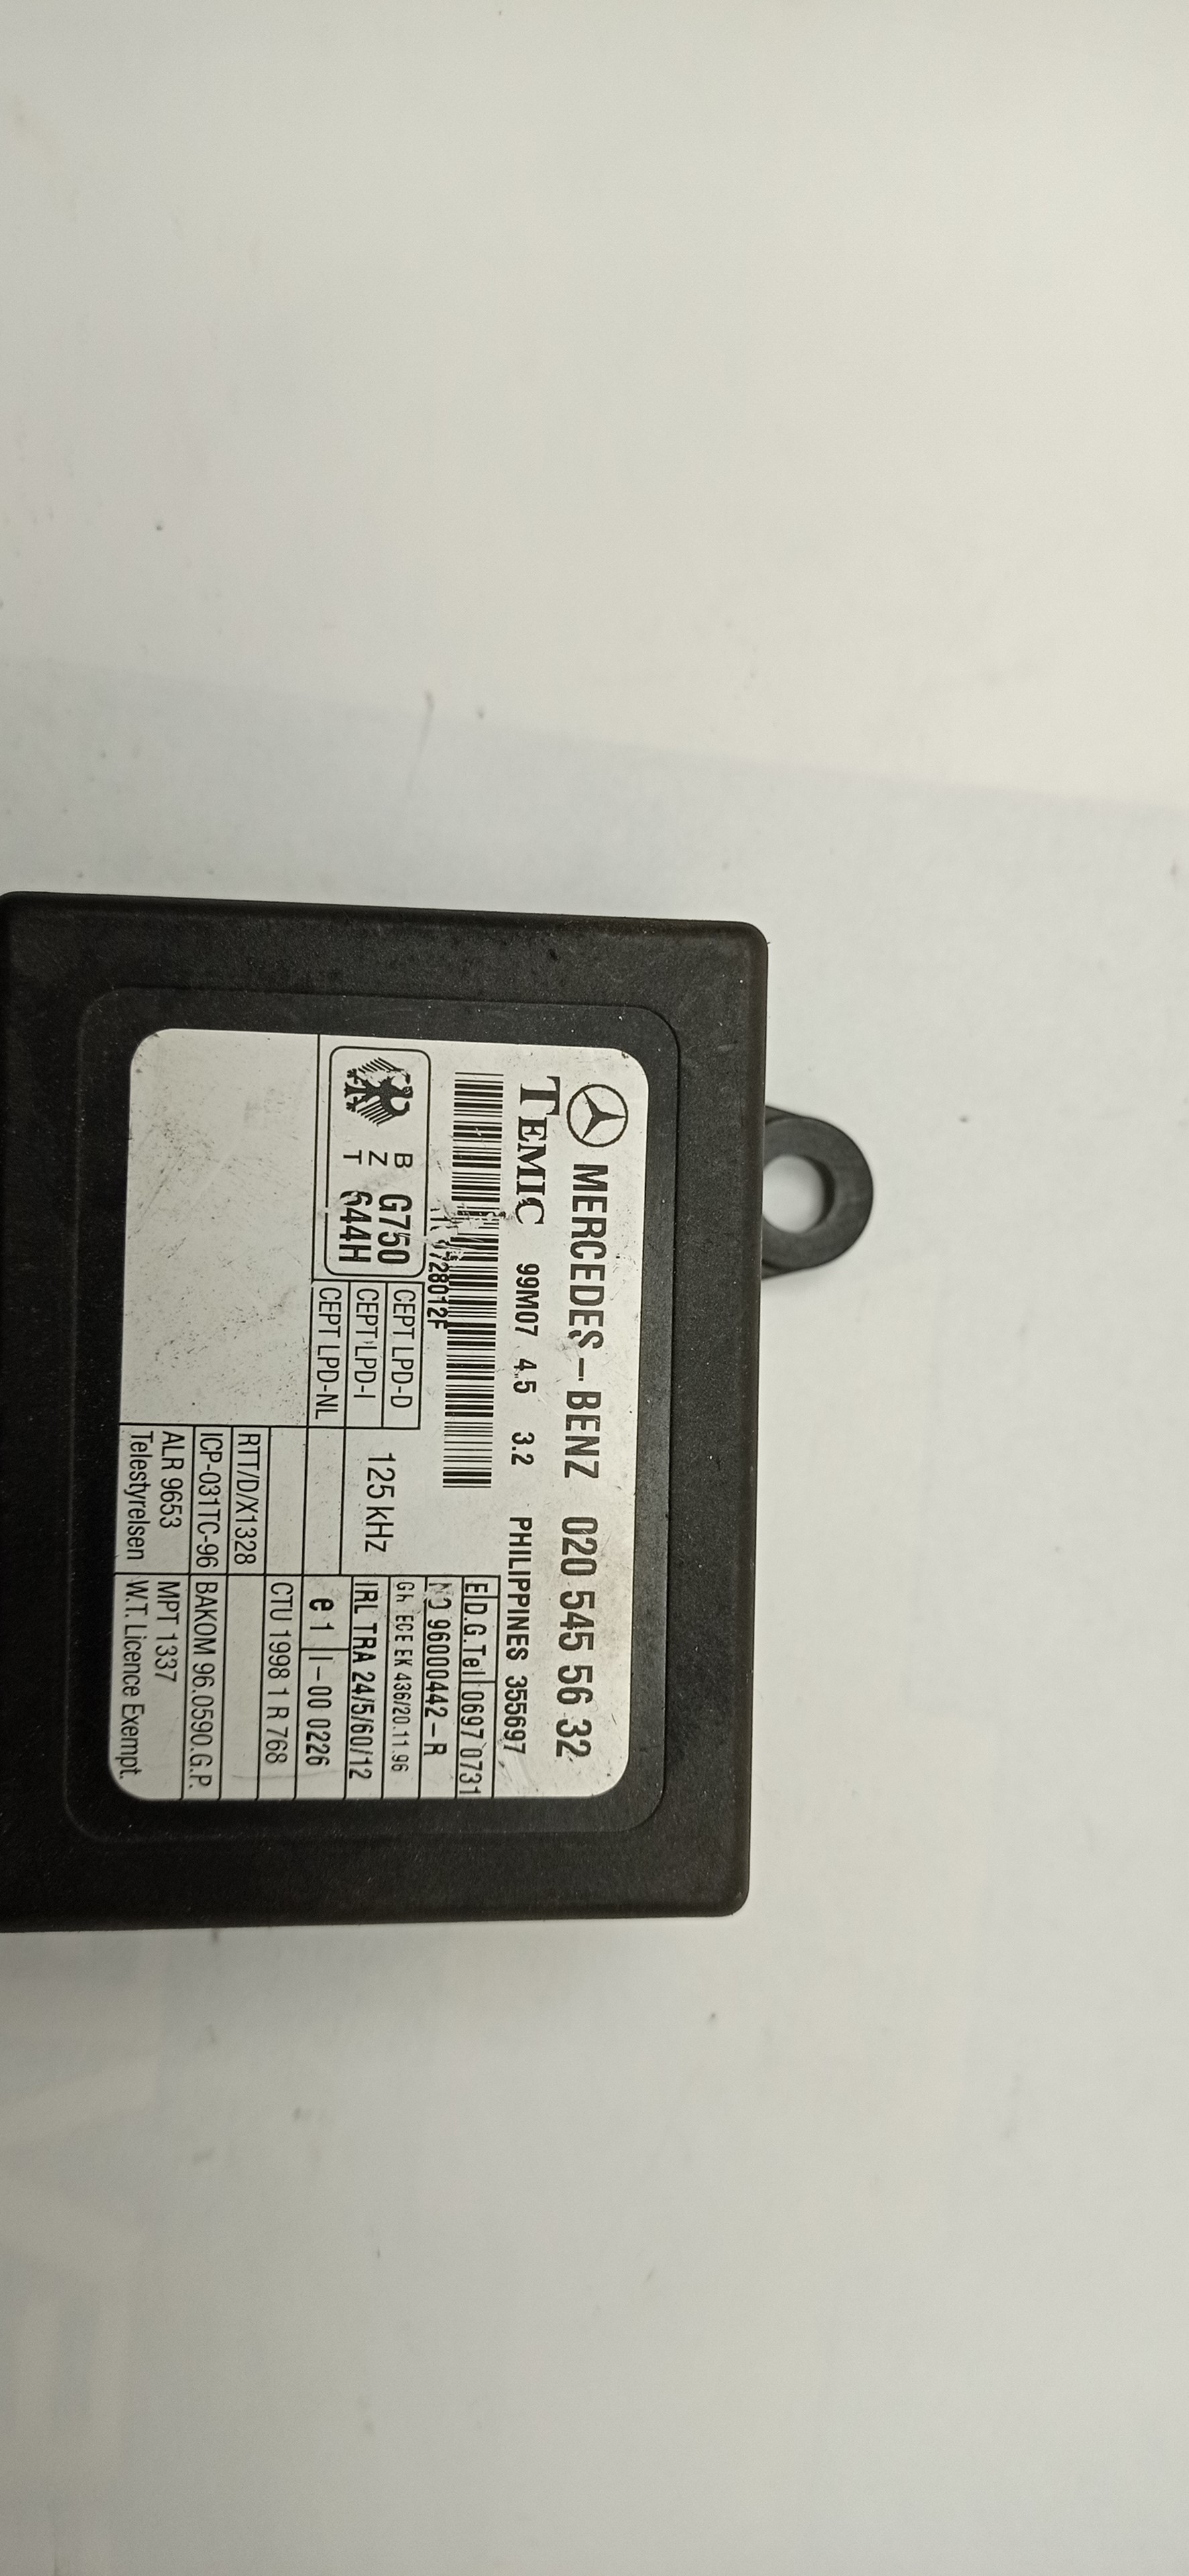 MERCEDES-BENZ 020 545 56 32
TEMIC 99M07 4.5 3.2 PHILIPPINES 355697
728012F
BZT G750 644H
CEPT LPD-D
CEPT LPD-I
CEPT LPD-NL
125 kHz
E D.G.Tel 0697 0731
96000442-R
EK 436/20.11.96
IRL TRA 24/5/60/12
e1 I-00 0226
CTU 1998 1 R 768
RTT/D/X1328
ICP-031TC-96 BAKOM 96.0590.G.P.
ALR 9653 MPT 1337
Telestyrelsen W.T. Licence Exempt.